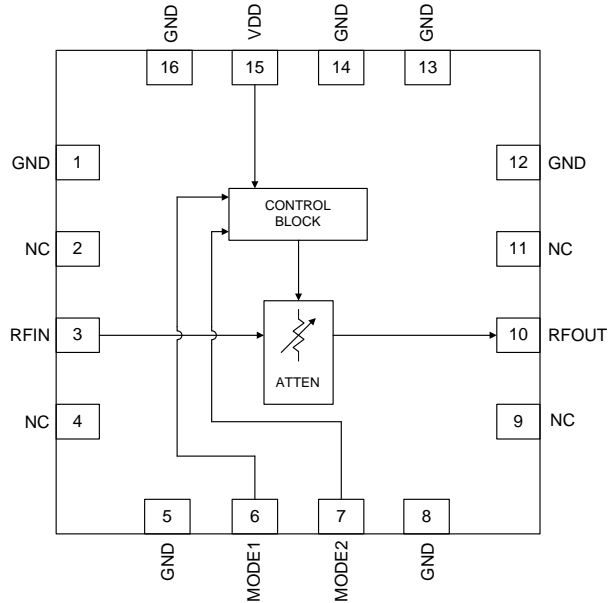 GND
VDD
GND
GND
16
15
14
13
GND 1
12 GND
CONTROL
BLOCK
NC 2
11 NC
RFIN 3
10 RFOUT
ATTEN
NC 4
9 NC
5
6
7
8
GND
MODE1
MODE2
GND